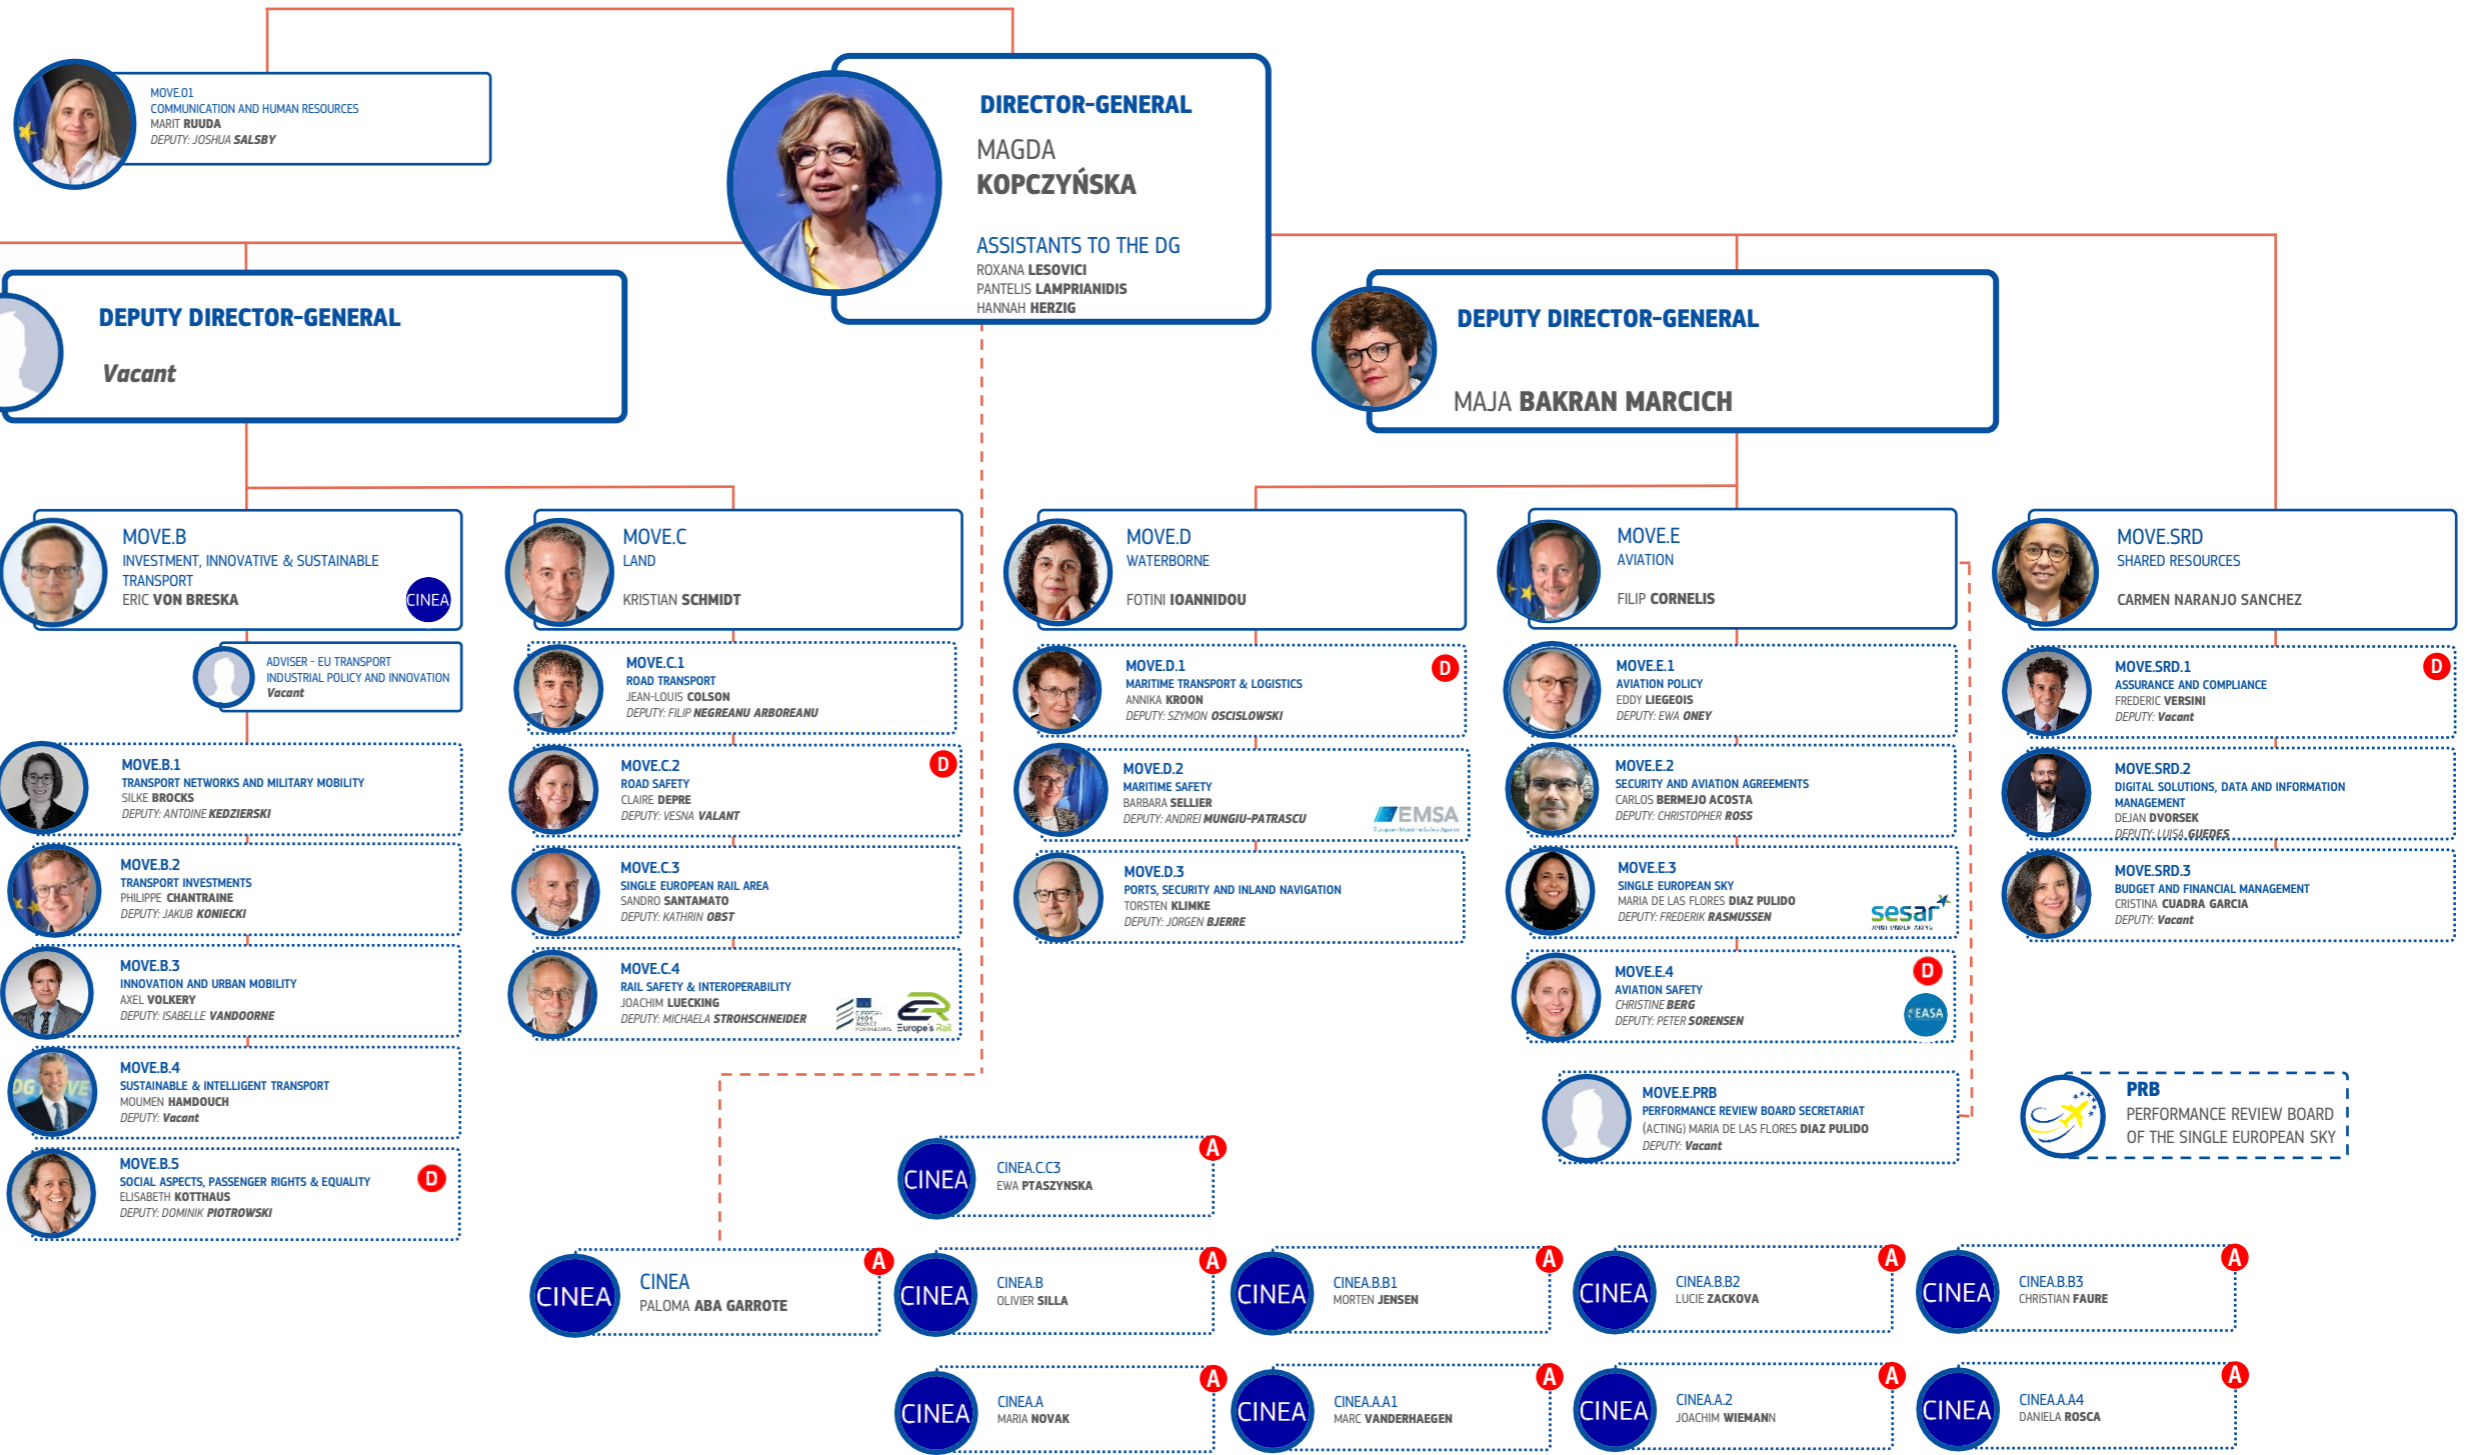 MOVE.01
COMMUNICATION AND HUMAN RESOURCES
MARIT RUUDA
DEPUTY: JOSHUA SALSBY
DIRECTOR-GENERAL
MAGDA
KOPCZYŃSKA
ASSISTANTS TO THE DG
ROXANA LESOVICI
PANTELIS LAMPRIANIDIS
HANNAH HERZIG
DEPUTY DIRECTOR-GENERAL
Vacant
DEPUTY DIRECTOR-GENERAL
MAJA BAKRAN MARCICH
MOVE.B
INVESTMENT, INNOVATIVE & SUSTAINABLE
TRANSPORT
ERIC VON BRESKA
CINEA
ADVISER - EU TRANSPORT
INDUSTRIAL POLICY AND INNOVATION
Vacant
MOVE.B.1
TRANSPORT NETWORKS AND MILITARY MOBILITY
SILKE BROCKS
DEPUTY: ANTOINE KEDZIERSKI
MOVE.B.2
TRANSPORT INVESTMENTS
PHILIPPE CHANTRAINE
DEPUTY: JAKUB KONIECKI
MOVE.B.3
INNOVATION AND URBAN MOBILITY
AXEL VOLKERY
DEPUTY: ISABELLE VANDOORNE
MOVE.B.4
SUSTAINABLE & INTELLIGENT TRANSPORT
MOUMEN HAMDOUCH
DEPUTY: Vacant
MOVE.B.5
SOCIAL ASPECTS, PASSENGER RIGHTS & EQUALITY
ELISABETH KOTTHAUS
DEPUTY: DOMINIK PIOTROWSKI
D
MOVE.C
LAND
KRISTIAN SCHMIDT
MOVE.C.1
ROAD TRANSPORT
JEAN-LOUIS COLSON
DEPUTY: FILIP NEGREANU ARBOREANU
MOVE.C.2
ROAD SAFETY
CLAIRE DEPRE
DEPUTY: VESNA VALANT
D
MOVE.C.3
SINGLE EUROPEAN RAIL AREA
SANDRO SANTAMATO
DEPUTY: KATHRIN OBST
MOVE.C.4
RAIL SAFETY & INTEROPERABILITY
JOACHIM LUECKING
DEPUTY: MICHAELA STROHSCHNEIDER
EUROPEAN
UNION
AGENCY
FOR RAILWAYS
Europe's Rail
MOVE.D
WATERBORNE
FOTINI IOANNIDOU
MOVE.D.1
MARITIME TRANSPORT & LOGISTICS
ANNIKA KROON
DEPUTY: SZYMON OSCISLOWSKI
D
MOVE.D.2
MARITIME SAFETY
BARBARA SELLIER
DEPUTY: ANDREI MUNGIU-PATRASCU
EMSA
European Maritime Safety Agency
MOVE.D.3
PORTS, SECURITY AND INLAND NAVIGATION
TORSTEN KLIMKE
DEPUTY: JORGEN BJERRE
MOVE.E
AVIATION
FILIP CORNELIS
MOVE.E.1
AVIATION POLICY
EDDY LIEGEOIS
DEPUTY: EWA ONEY
MOVE.E.2
SECURITY AND AVIATION AGREEMENTS
CARLOS BERMEJO ACOSTA
DEPUTY: CHRISTOPHER ROSS
MOVE.E.3
SINGLE EUROPEAN SKY
MARIA DE LAS FLORES DIAZ PULIDO
DEPUTY: FREDERIK RASMUSSEN
sesar
JOINT UNDERTAKING
MOVE.E.4
AVIATION SAFETY
CHRISTINE BERG
DEPUTY: PETER SORENSEN
D
EASA
MOVE.E.PRB
PERFORMANCE REVIEW BOARD SECRETARIAT
(ACTING) MARIA DE LAS FLORES DIAZ PULIDO
DEPUTY: Vacant
MOVE.SRD
SHARED RESOURCES
CARMEN NARANJO SANCHEZ
MOVE.SRD.1
ASSURANCE AND COMPLIANCE
FREDERIC VERSINI
DEPUTY: Vacant
D
MOVE.SRD.2
DIGITAL SOLUTIONS, DATA AND INFORMATION
MANAGEMENT
DEJAN DVORSEK
DEPUTY: LUISA GUEDES
MOVE.SRD.3
BUDGET AND FINANCIAL MANAGEMENT
CRISTINA CUADRA GARCIA
DEPUTY: Vacant
PRB
PERFORMANCE REVIEW BOARD
OF THE SINGLE EUROPEAN SKY
CINEA
CINEA.C.C3
EWA PTASZYNSKA
A
CINEA
CINEA
PALOMA ABA GARROTE
A
CINEA
CINEA.B
OLIVIER SILLA
A
CINEA
CINEA.B.B1
MORTEN JENSEN
A
CINEA
CINEA.B.B2
LUCIE ZACKOVA
A
CINEA
CINEA.B.B3
CHRISTIAN FAURE
A
CINEA
CINEA.A
MARIA NOVAK
A
CINEA
CINEA.A.A1
MARC VANDERHAEGEN
A
CINEA
CINEA.A.2
JOACHIM WIEMANN
A
CINEA
CINEA.A.A4
DANIELA ROSCA
A